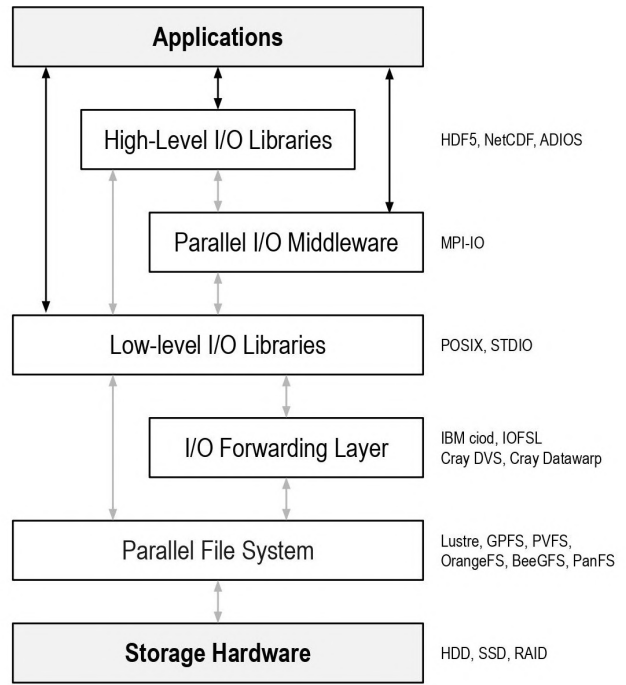 Applications
High-Level I/O Libraries
HDF5, NetCDF, ADIOS
Parallel I/O Middleware
MPI-IO
Low-level I/O Libraries
POSIX, STDIO
I/O Forwarding Layer
IBM ciod, IOFSL
Cray DVS, Cray Datawarp
Parallel File System
Lustre, GPFS, PVFS,
OrangeFS, BeeGFS, PanFS
Storage Hardware
HDD, SSD, RAID